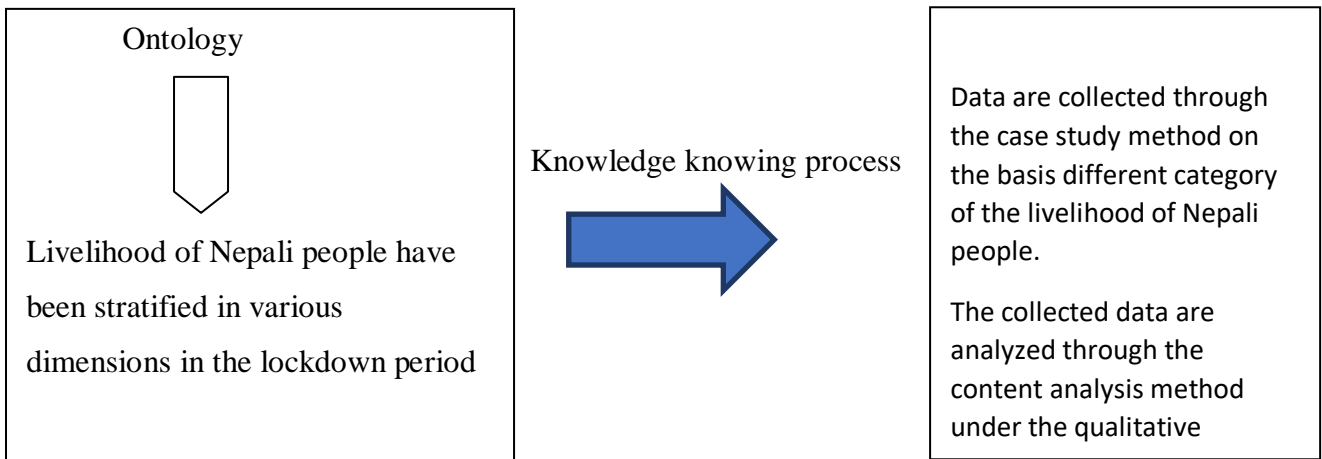 Ontology
Livelihood of Nepali people have
been stratified in various
dimensions in the lockdown period
Knowledge knowing process
Data are collected through
the case study method on
the basis different category
of the livelihood of Nepali
people.
The collected data are
analyzed through the
content analysis method
under the qualitative